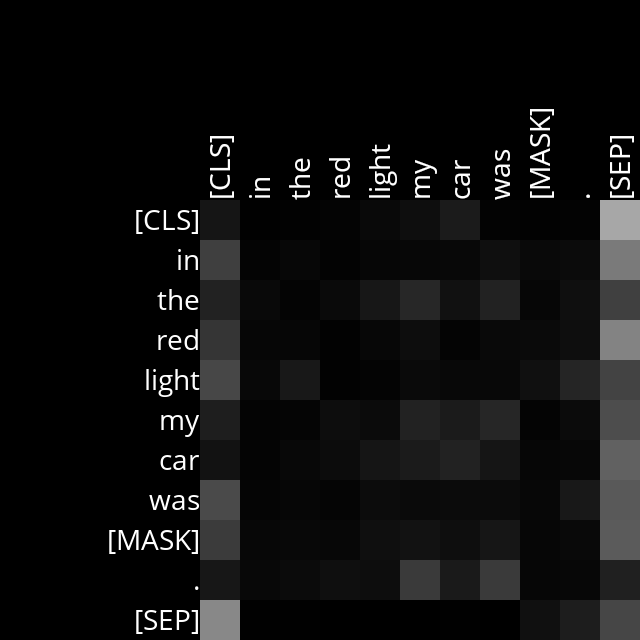 [CLS] in the red light my car was [MASK] . [SEP]
[CLS]
in
the
red
light
my
car
was
[MASK]
.
[SEP]